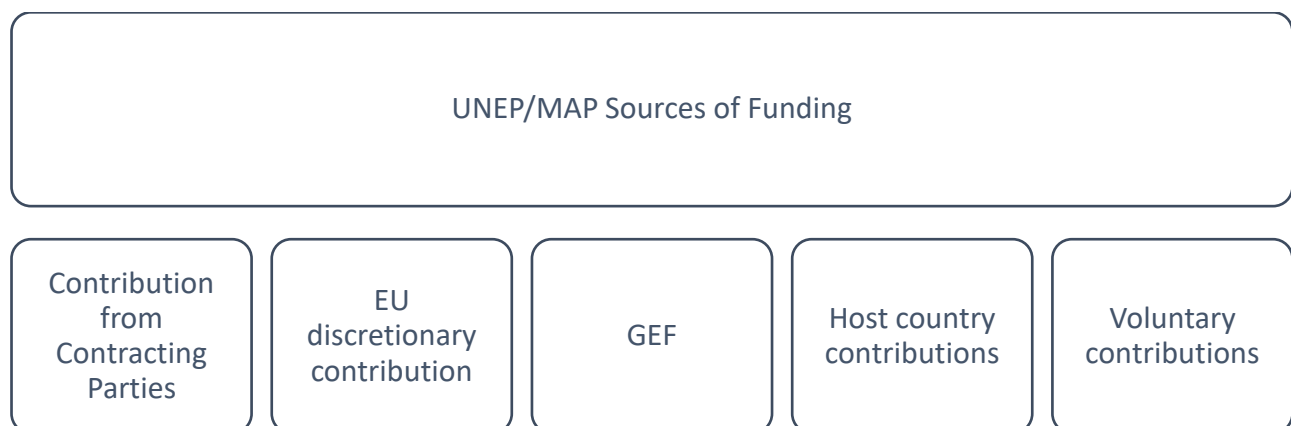 UNEP/MAP Sources of Funding
Contribution
from
Contracting
Parties
EU
discretionary
contribution
GEF
Host country
contributions
Voluntary
contributions